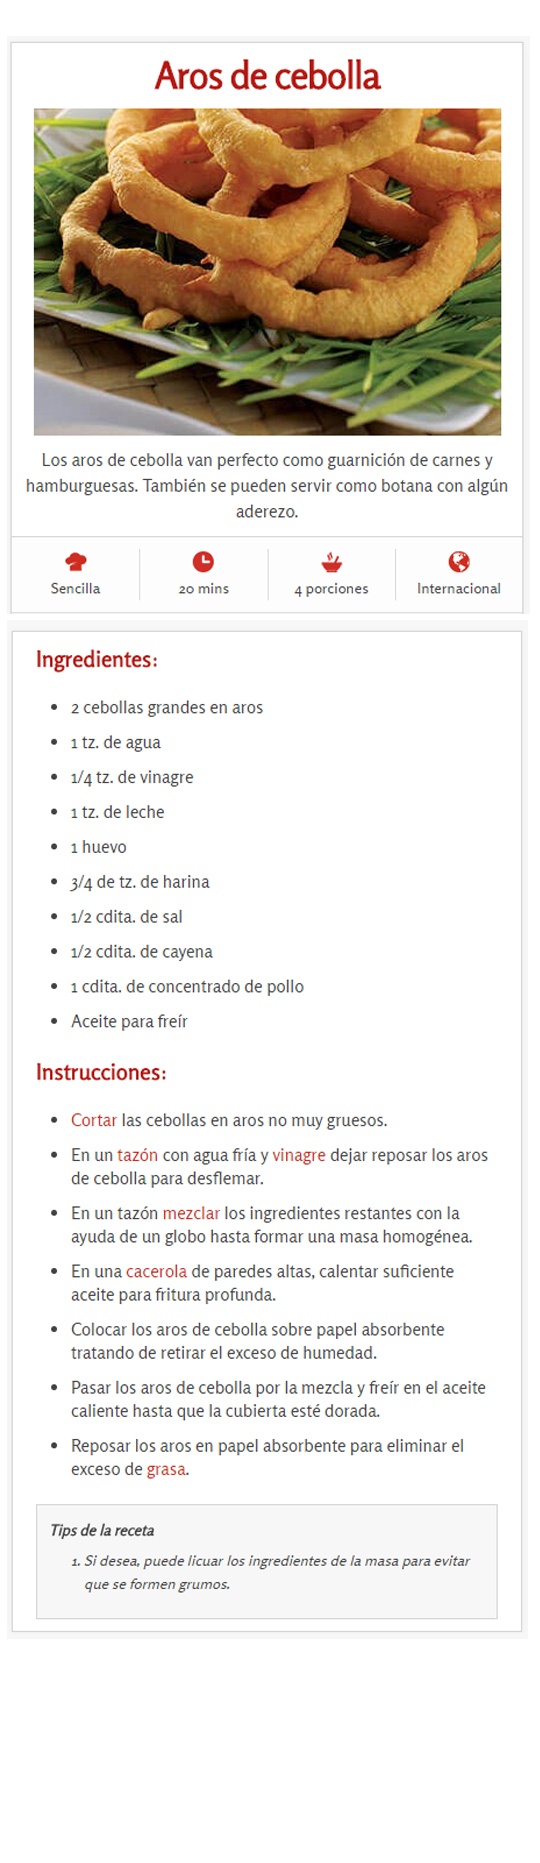 Aros de cebolla
Los aros de cebolla van perfecto como guarnición de carnes y
hamburguesas. También se pueden servir como botana con algún
aderezo.
Sencilla
20 mins
4 porciones
Internacional
Ingredientes:
• 2 cebollas grandes en aros
• 1 tz. de agua
• 1/4 tz. de vinagre
• 1 tz. de leche
• 1 huevo
• 3/4 de tz. de harina
• 1/2 cdita. de sal
• 1/2 cdita. de cayena
• 1 cdita. de concentrado de pollo
• Aceite para freír
Instrucciones:
• Cortar las cebollas en aros no muy gruesos.
• En un tazón con agua fría y vinagre dejar reposar los aros
de cebolla para desflemar.
• En un tazón mezclar los ingredientes restantes con la
ayuda de un globo hasta formar una masa homogénea.
• En una cacerola de paredes altas, calentar suficiente
aceite para fritura profunda.
• Colocar los aros de cebolla sobre papel absorbente
tratando de retirar el exceso de humedad.
• Pasar los aros de cebolla por la mezcla y freír en el aceite
caliente hasta que la cubierta esté dorada.
• Reposar los aros en papel absorbente para eliminar el
exceso de grasa.
Tips de la receta
1. Si desea, puede licuar los ingredientes de la masa para evitar
que se formen grumos.